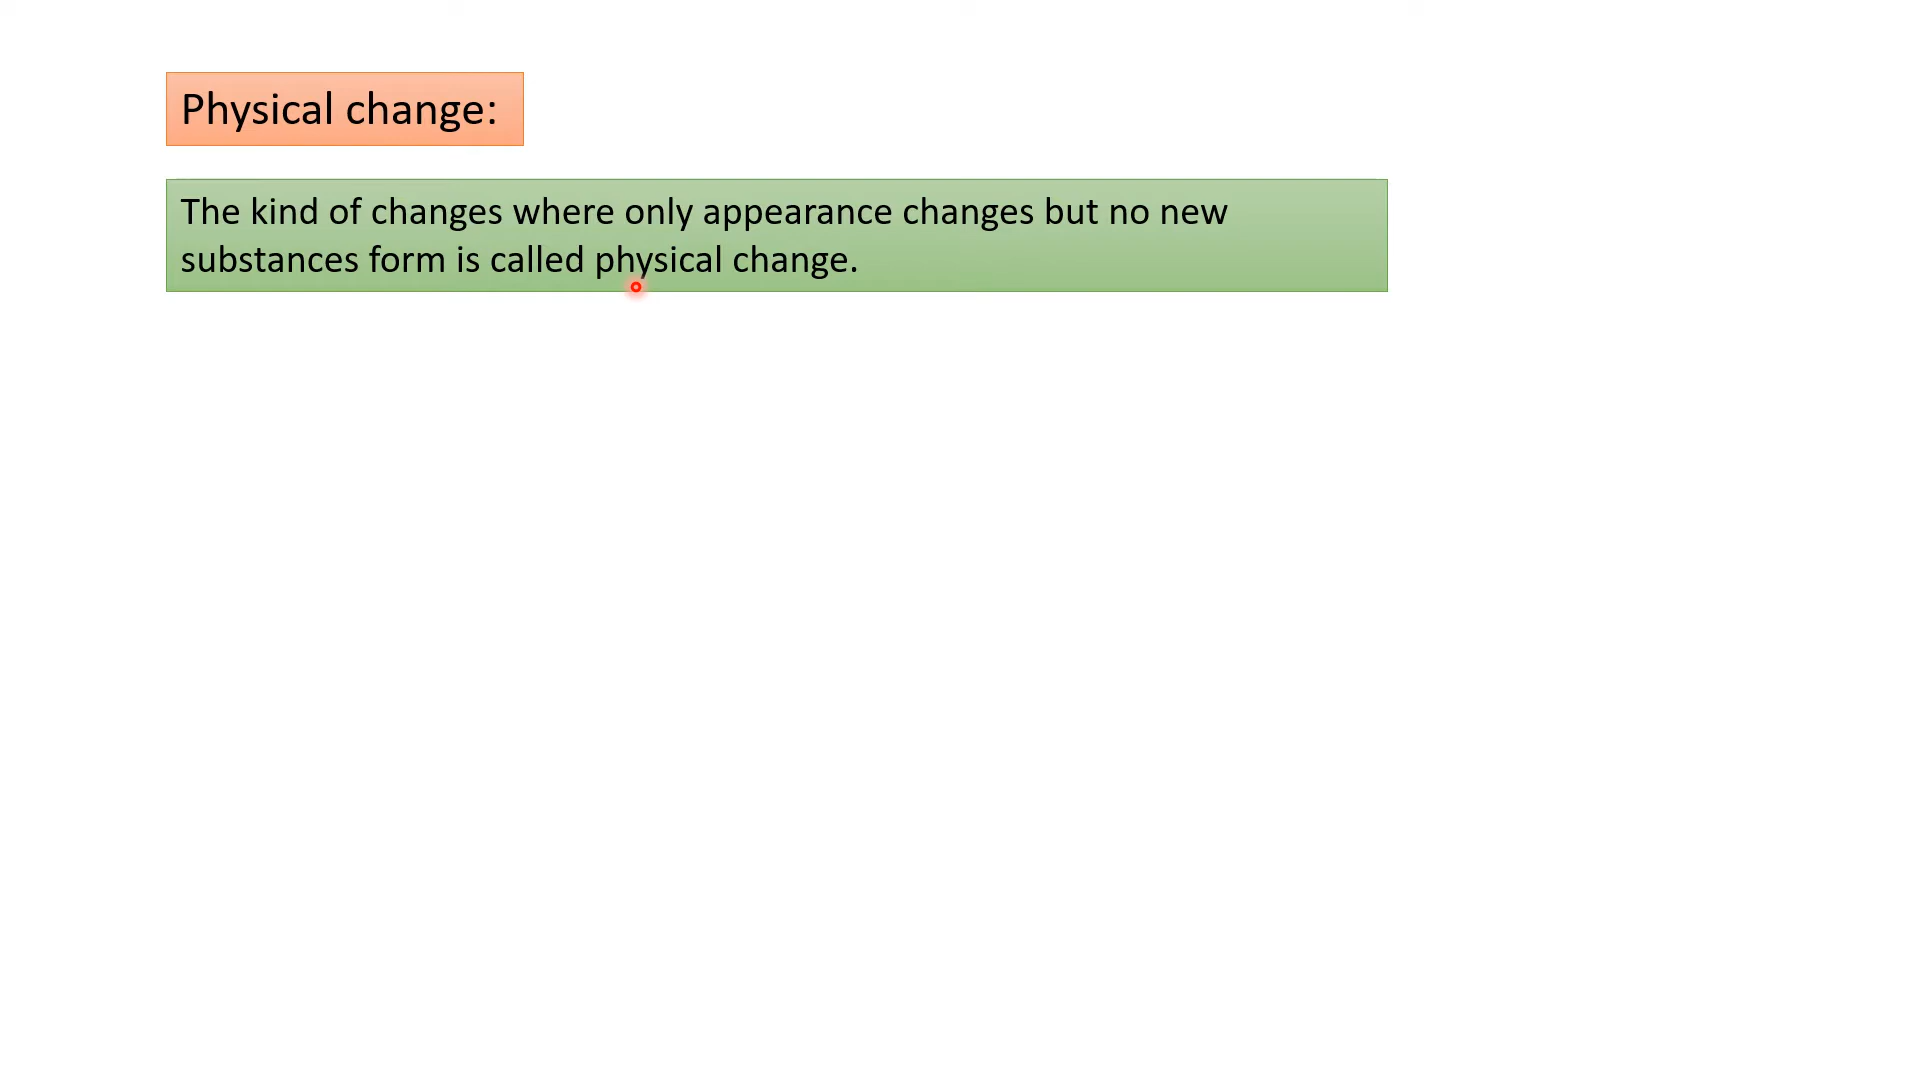 Physical change:
The kind of changes where only appearance changes but no new
substances form is called physical change.